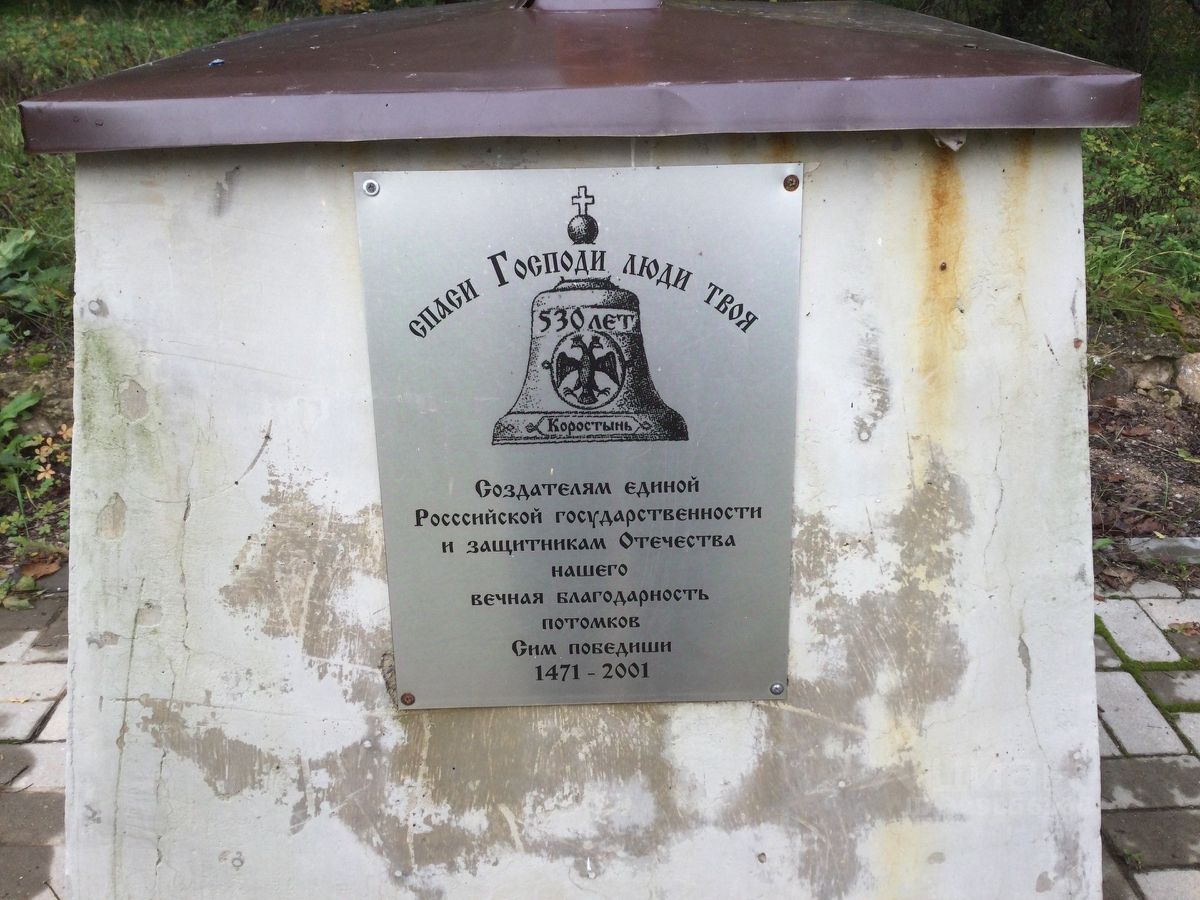 спаси Господи люди твоя
530 лет
Коростынь
Создателям единой
Росссийской государственности
и защитникам Отечества
нашего
вечная благодарность
потомков
Сим победиши
1471 - 2001